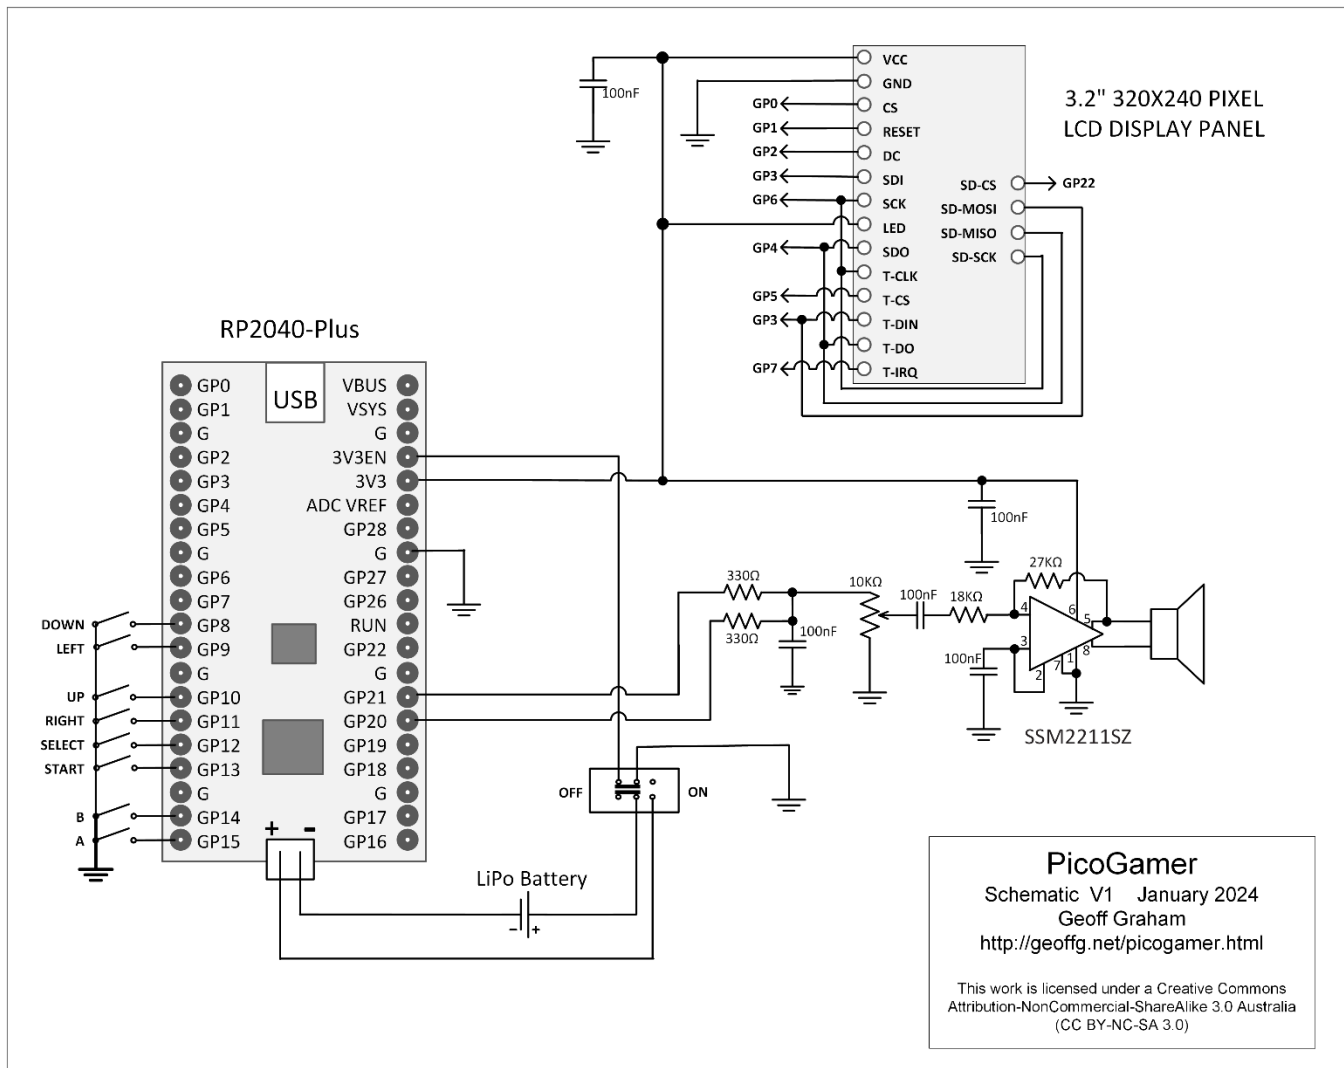 VCC
100nF
GND
GP0
CS
GP1
RESET
GP2
DC
GP3
SDI
GP6
SCK
LED
GP4
SDO
T-CLK
GP5
T-CS
GP3
T-DIN
T-DO
GP7
T-IRQ
SD-CS
GP22
SD-MOSI
SD-MISO
SD-SCK
3.2" 320X240 PIXEL
LCD DISPLAY PANEL
RP2040-Plus
USB
GP0
GP1
G
GP2
GP3
GP4
GP5
G
GP6
GP7
GP8
GP9
G
GP10
GP11
GP12
GP13
G
GP14
GP15
VBUS
VSYS
G
3V3EN
3V3
ADC VREF
GP28
G
GP27
GP26
RUN
GP22
G
GP21
GP20
GP19
GP18
G
GP17
GP16
DOWN
LEFT
UP
RIGHT
SELECT
START
B
A
+ -
330Ω
330Ω
100nF
10KΩ
100nF
18KΩ
27KΩ
100nF
100nF
4
6
5
3
8
1
7
2
SSM2211SZ
OFF
ON
LiPo Battery
- +
PicoGamer
Schematic V1 January 2024
Geoff Graham
http://geoffg.net/picogamer.html
This work is licensed under a Creative Commons
Attribution-NonCommercial-ShareAlike 3.0 Australia
(CC BY-NC-SA 3.0)